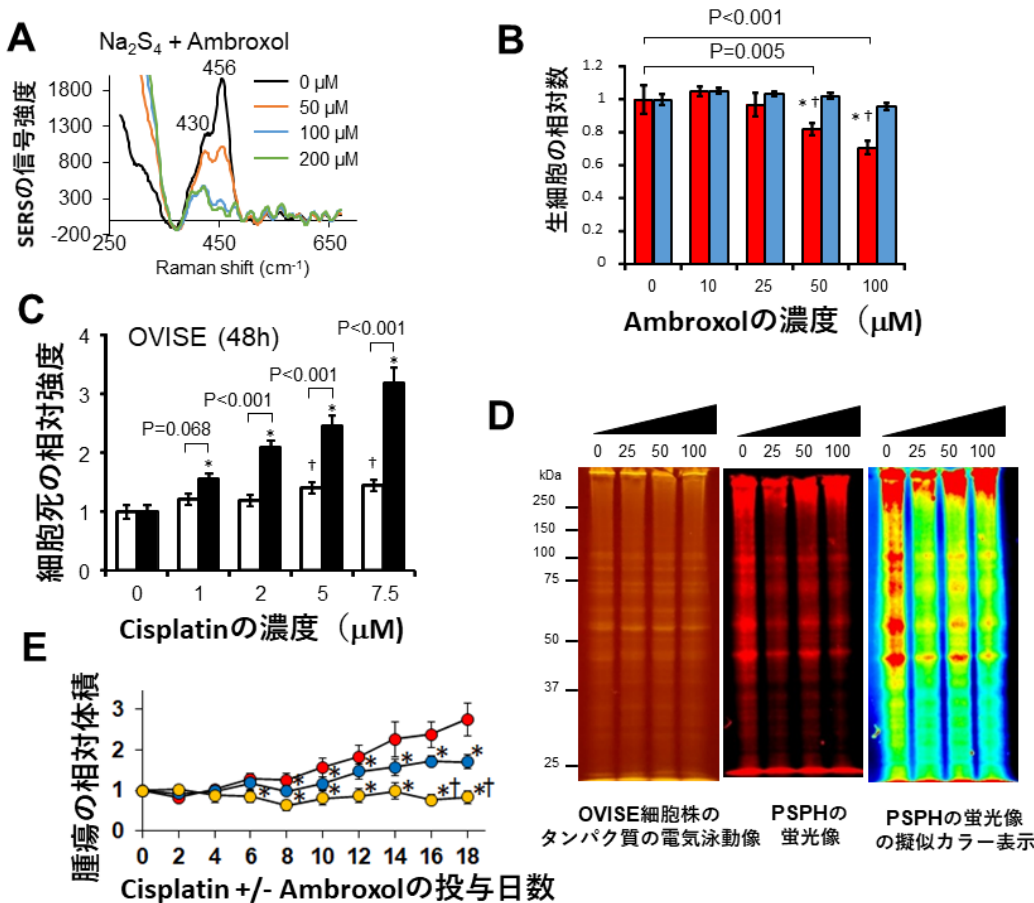 A
Na₂S₄ + Ambroxol
SERSの信号強度
1800
1300
800
300
-200
250
450
650
Raman shift (cm⁻¹)
430
456
0 μM
50 μM
100 μM
200 μM
B
P<0.001
P=0.005
生細胞の相対数
1.2
1
0.8
0.6
0.4
0.2
0
* †
* †
0
10
25
50
100
Ambroxolの濃度（μM)
C
OVISE (48h)
細胞死の相対強度
4
3
2
1
0
P=0.068
P<0.001
P<0.001
P<0.001
*
*
*
*
†
†
0
1
2
5
7.5
Cisplatinの濃度（μM)
D
0 25 50 100
0 25 50 100
0 25 50 100
kDa
250
150
100
75
50
37
25
OVISE細胞株の
タンパク質の電気泳動像
PSPHの
蛍光像
PSPHの蛍光像
の擬似カラー表示
E
腫瘍の相対体積
3
2
1
0
* * * * * * *
* * * * * *† *†
0 2 4 6 8 10 12 14 16 18
Cisplatin +/- Ambroxolの投与日数